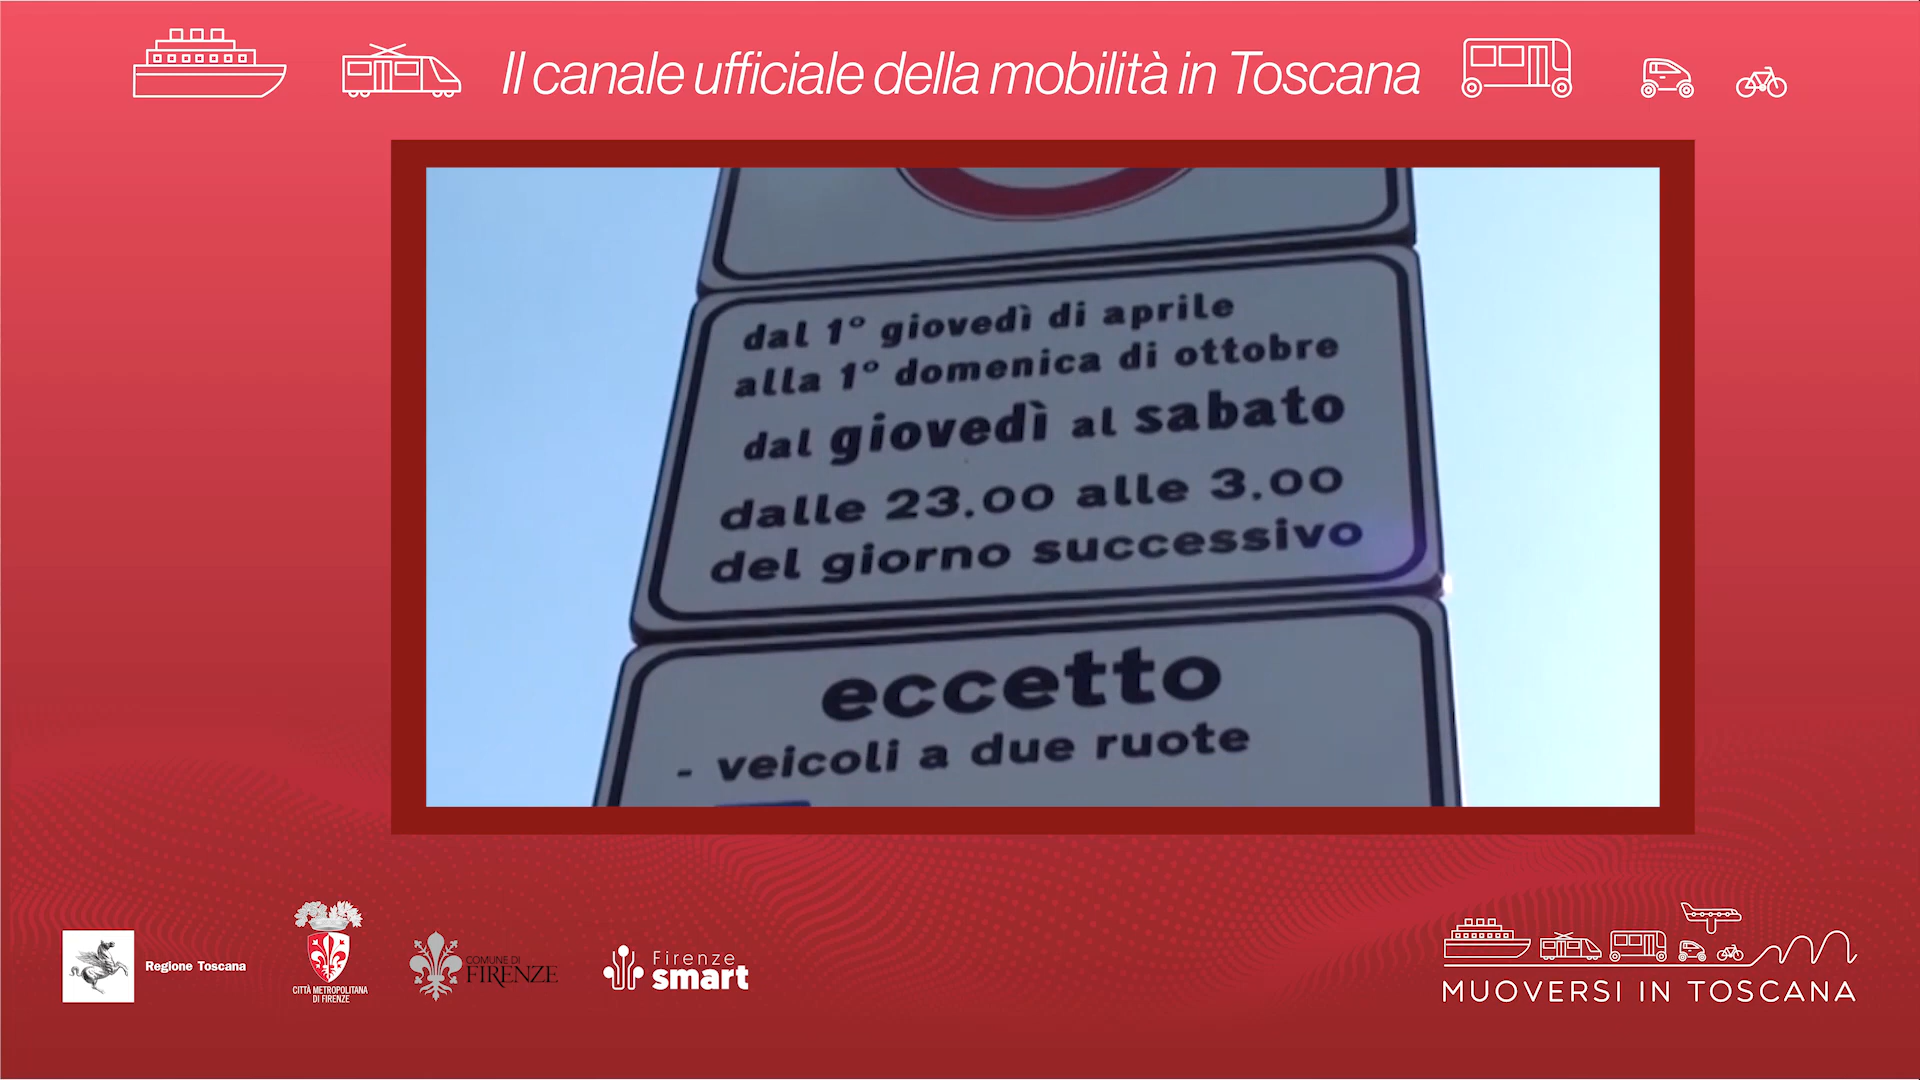 Il canale ufficiale della mobilità in Toscana
dal 1° giovedì di aprile
alla 1° domenica di ottobre
dal giovedì al sabato
dalle 23.00 alle 3.00
del giorno successivo
eccetto
- veicoli a due ruote
Regione Toscana
CITTÀ METROPOLITANA
DI FIRENZE
COMUNE DI
FIRENZE
Firenze
smart
MUOVERSI IN TOSCANA